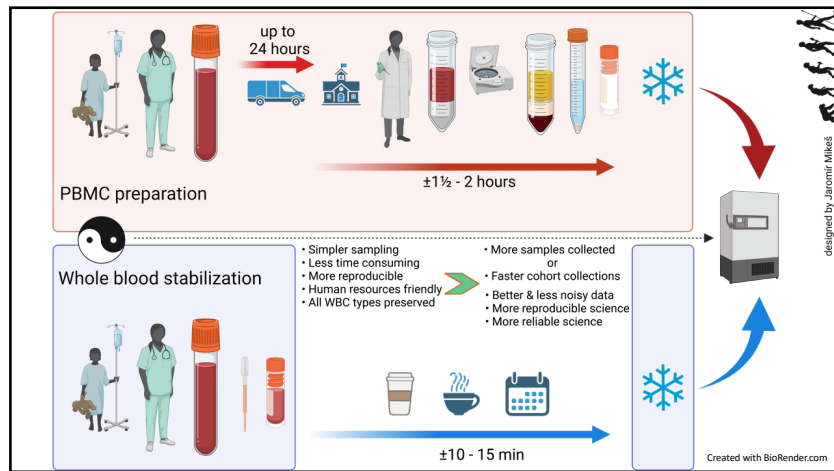 up to
24 hours
±1½ - 2 hours
PBMC preparation
designed by Jaromír Mikeš
Whole blood stabilization
• Simpler sampling
• Less time consuming
• More reproducible
• Human resources friendly
• All WBC types preserved
• More samples collected
or
• Faster cohort collections
• Better & less noisy data
• More reproducible science
• More reliable science
±10 - 15 min
Created with BioRender.com